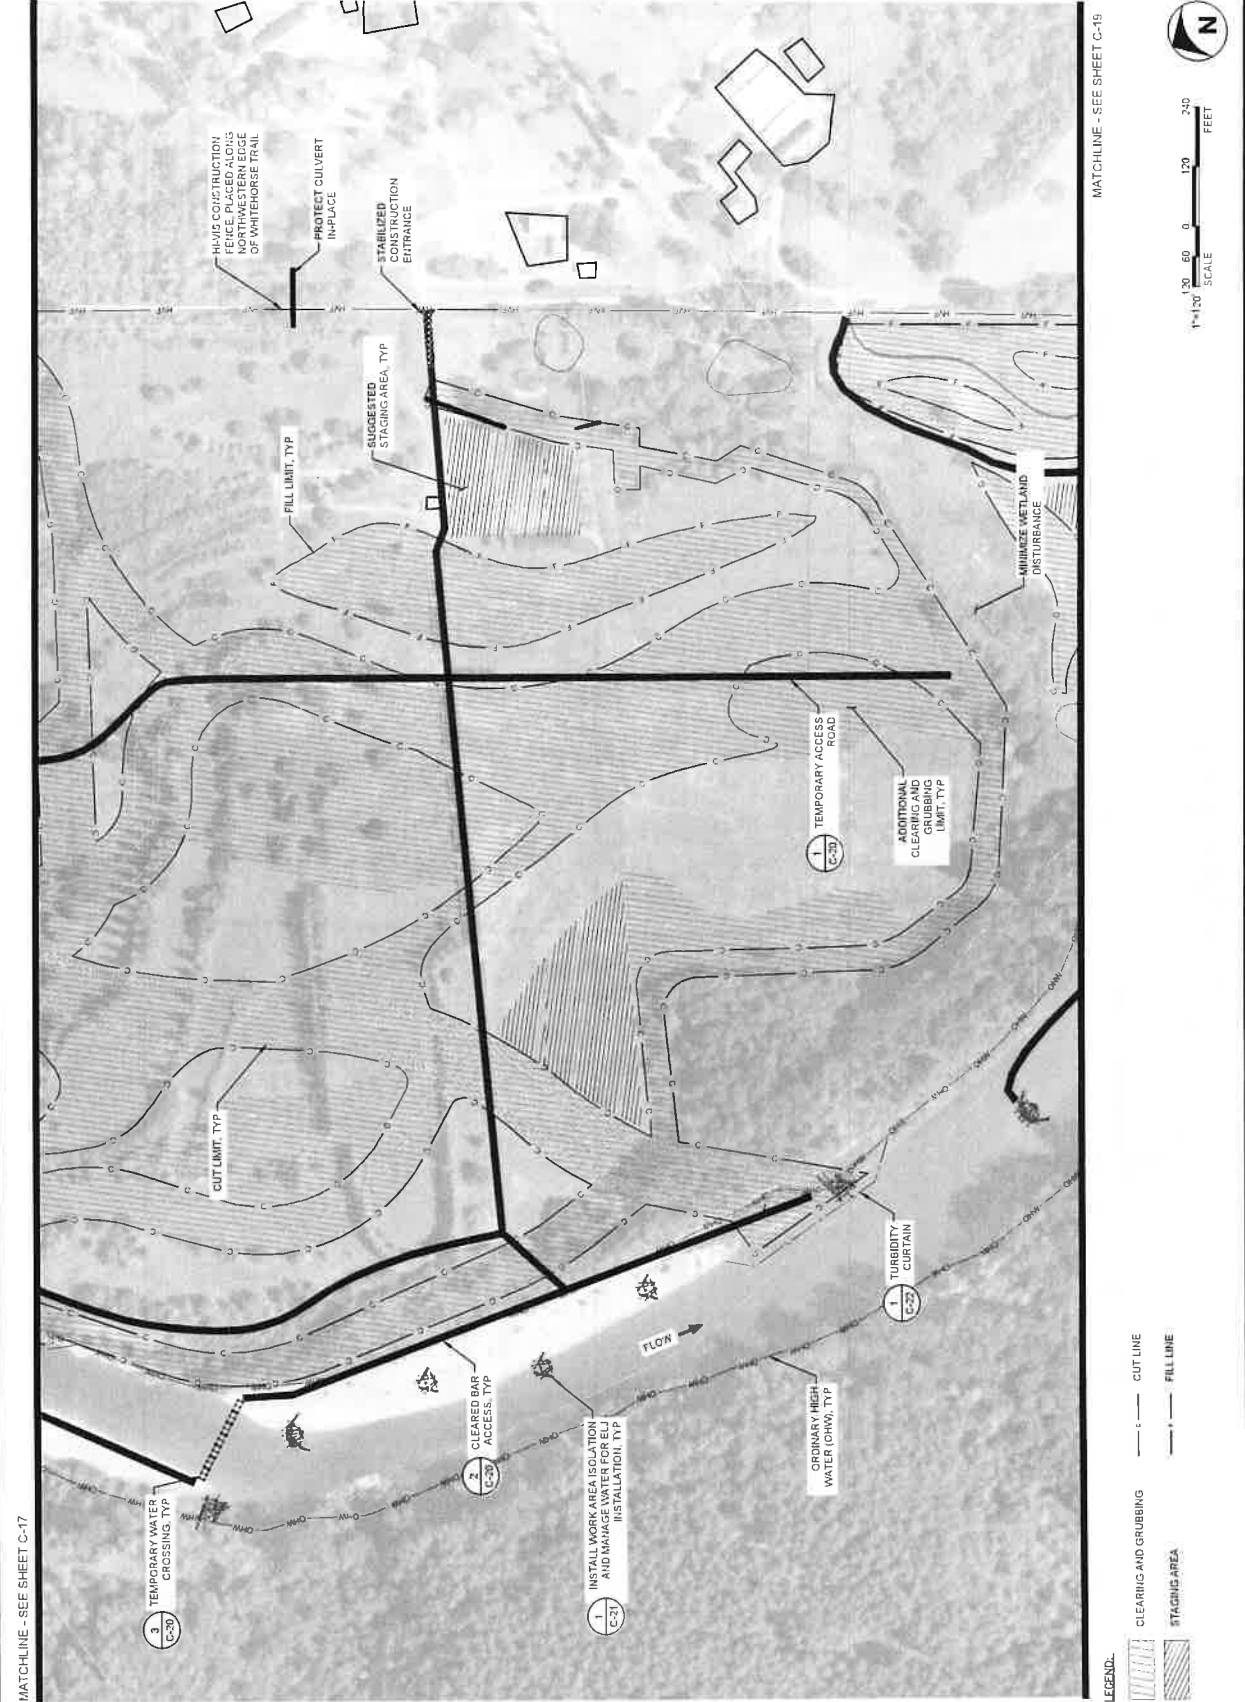 MATCHLINE - SEE SHEET C-17
HI-VIS CONSTRUCTION
FENCE, PLACED ALONG
NORTHWESTERN EDGE
OF WHITEHORSE TRAIL
PROTECT CULVERT
IN-PLACE
STABILIZED
CONSTRUCTION
ENTRANCE
FILL LIMIT, TYP
SUGGESTED
STAGING AREA, TYP
MINIMIZE WETLAND
DISTURBANCE
1
C-20
TEMPORARY ACCESS
ROAD
ADDITIONAL
CLEARING AND
GRUBBING
LIMIT, TYP
CUT LIMIT, TYP
1
C-22
TURBIDITY
CURTAIN
FLOW
3
C-20
TEMPORARY WATER
CROSSING, TYP
2
C-20
CLEARED BAR
ACCESS, TYP
1
C-21
INSTALL WORK AREA ISOLATION
AND MANAGE WATER FOR ELJ
INSTALLATION, TYP
ORDINARY HIGH
WATER (OHW), TYP
MATCHLINE - SEE SHEET C-19
LEGEND:
CLEARING AND GRUBBING
STAGING AREA
C CUT LINE
F FILL LINE
120 60 0 120 240
1"=120' SCALE FEET
N